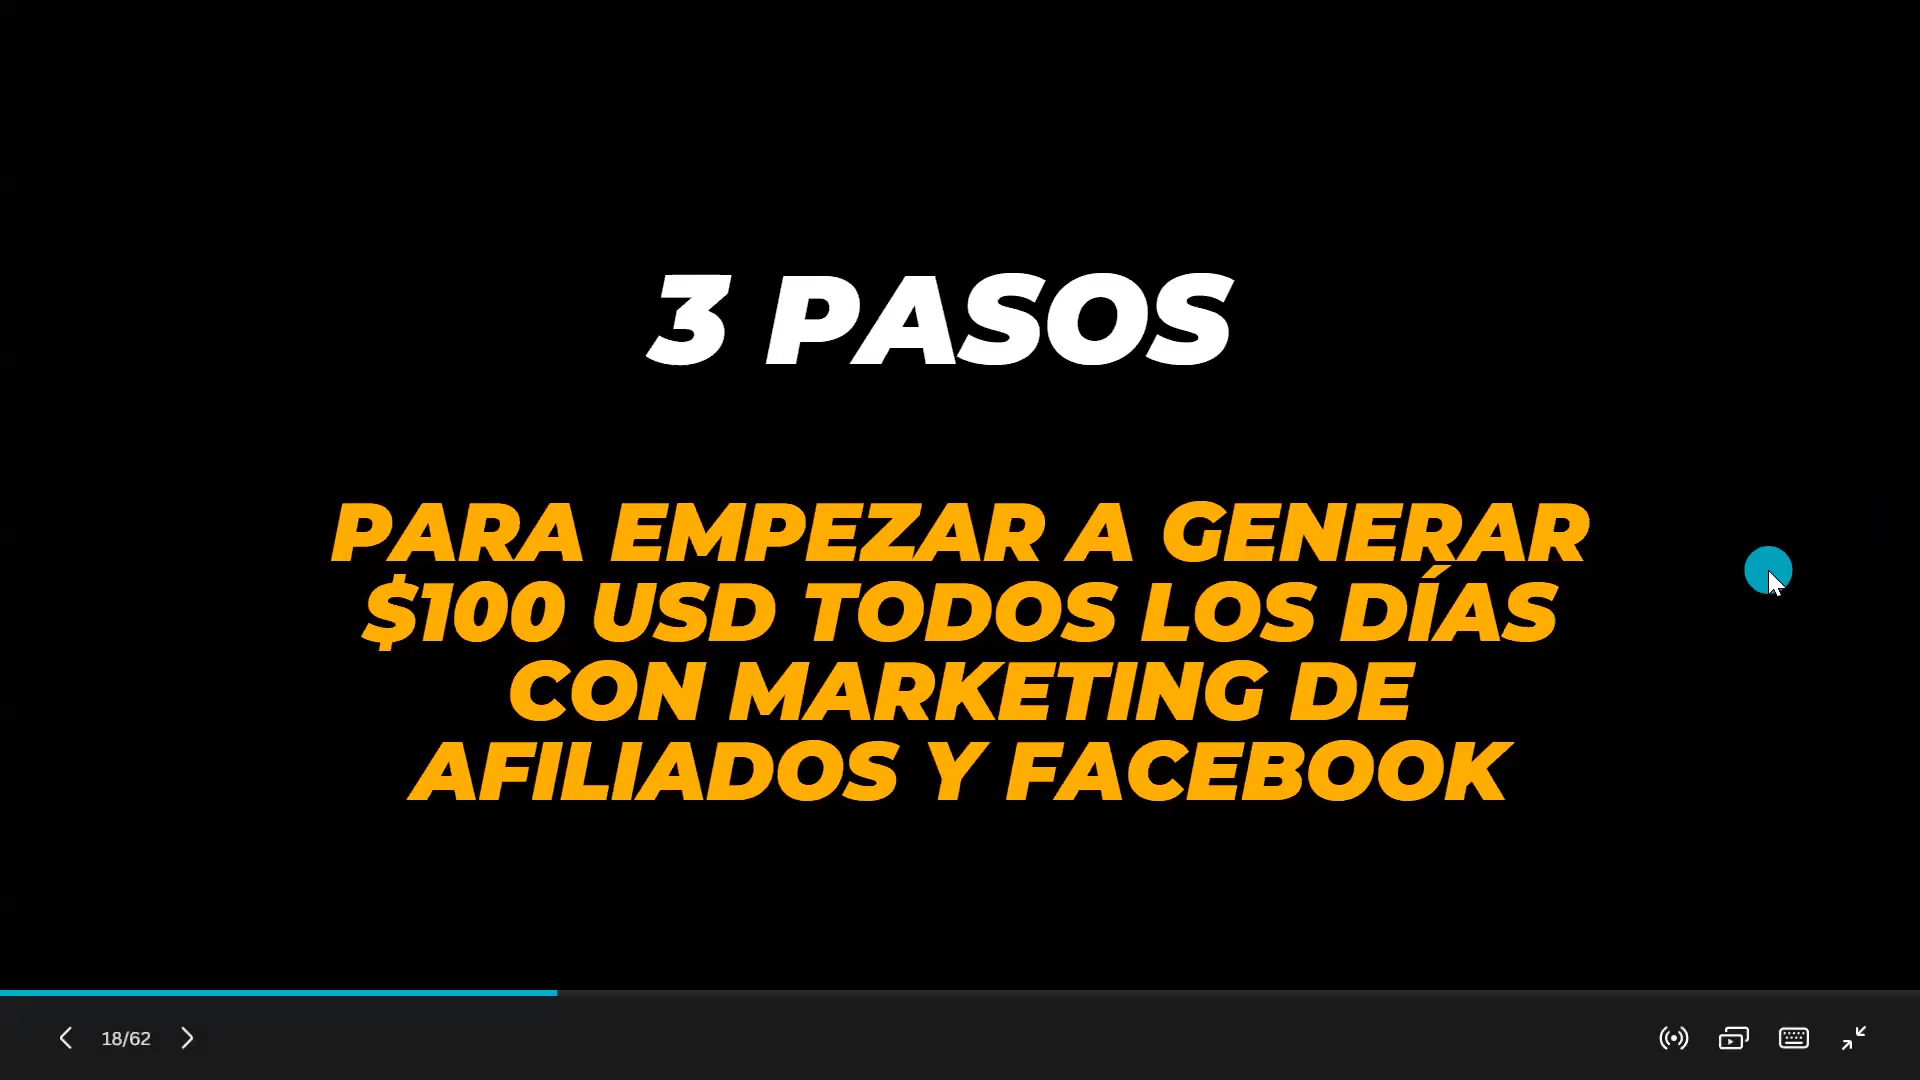 3 PASOS
PARA EMPEZAR A GENERAR
$100 USD TODOS LOS DÍAS
CON MARKETING DE
AFILIADOS Y FACEBOOK
18/62